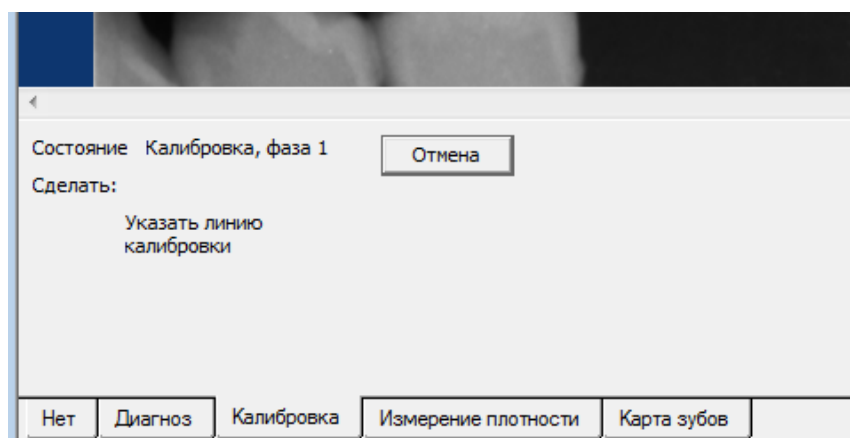 Состояние Калибровка, фаза 1 Отмена
Сделать:
Указать линию
калибровки
Нет Диагноз Калибровка Измерение плотности Карта зубов